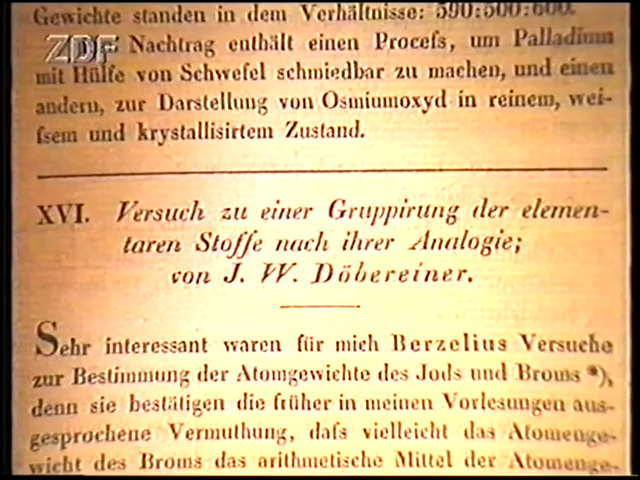 Gewichte standen in dem Verhältnisse: 590:500:600.
ZDF Nachtrag enthält einen Procefs, um Palladium
mit Hülfe von Schwefel schmiedbar zu machen, und einen
andern, zur Darstellung von Osmiumoxyd in reinem, wei-
fsem und krystallisirtem Zustand.
XVI. Versuch zu einer Gruppirung der elemen-
taren Stoffe nach ihrer Analogie;
von J. W. Döbereiner.
Sehr interessant waren für mich Berzelius Versuche
zur Bestimmung der Atomgewichte des Jods und Broms *),
denn sie bestätigen die früher in meinen Vorlesungen aus-
gesprochene Vermuthung, dafs vielleicht das Atomenge-
wicht des Broms das arithmetische Mittel der Atomenge-